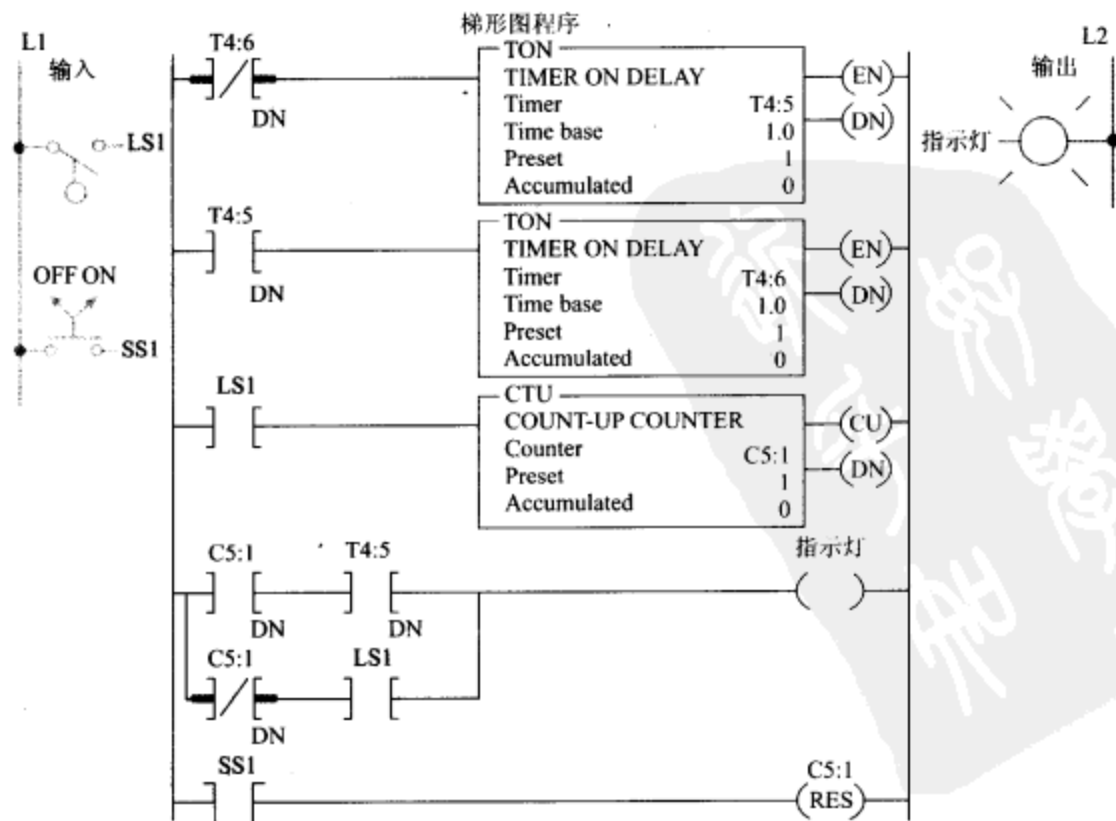 梯形图程序
L1
输入
LS1
OFF ON
SS1
T4:6
DN
TON
TIMER ON DELAY
Timer T4:5
Time base 1.0
Preset 1
Accumulated 0
EN
DN
L2
输出
指示灯
T4:5
DN
TON
TIMER ON DELAY
Timer T4:6
Time base 1.0
Preset 1
Accumulated 0
EN
DN
LS1
CTU
COUNT-UP COUNTER
Counter C5:1
Preset 1
Accumulated 0
CU
DN
C5:1
DN
T4:5
DN
指示灯
C5:1
DN
LS1
SS1
C5:1
RES